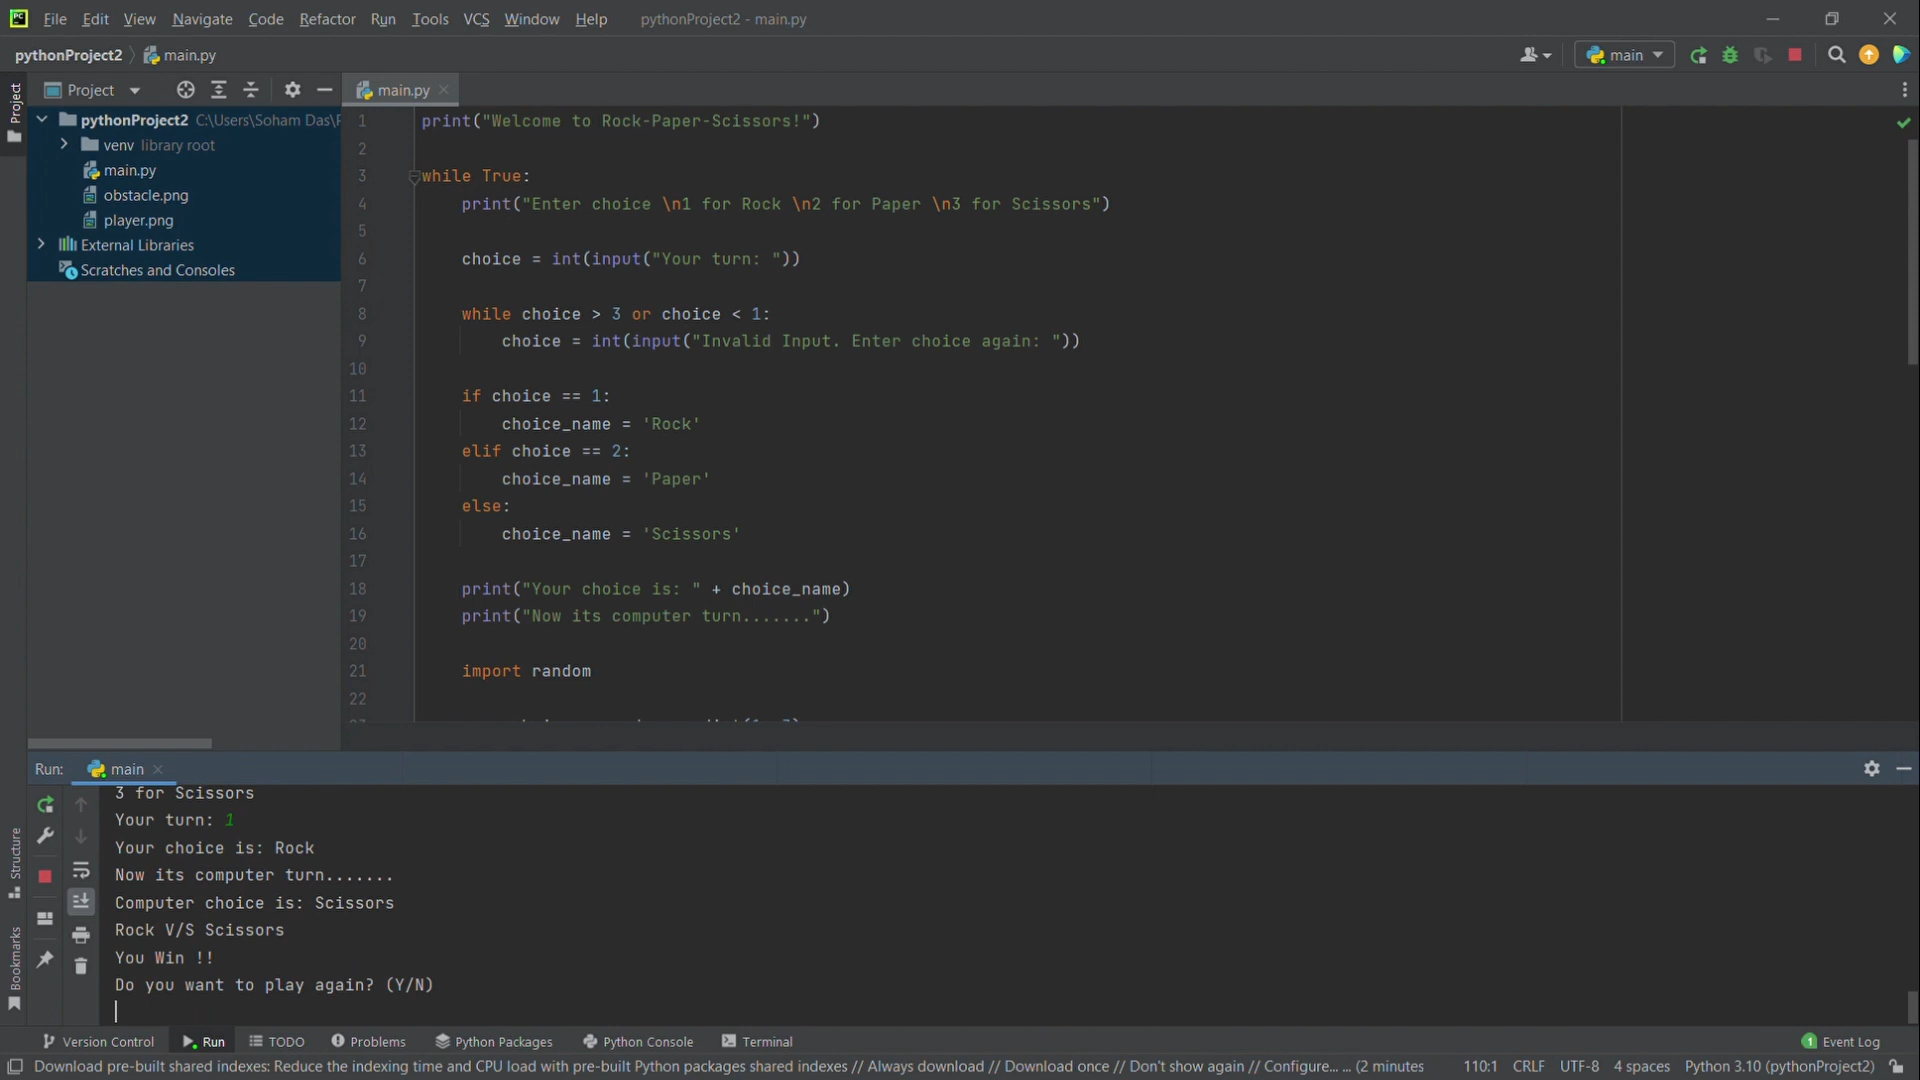 PC File Edit View Navigate Code Refactor Run Tools VCS Window Help pythonProject2 - main.py
pythonProject2 main.py main
Project main.py
Project
pythonProject2 C:\Users\Soham Das\
venv library root
main.py
obstacle.png
player.png
External Libraries
Scratches and Consoles
1 print("Welcome to Rock-Paper-Scissors!")
2
3 while True:
4 print("Enter choice \n1 for Rock \n2 for Paper \n3 for Scissors")
5
6 choice = int(input("Your turn: "))
7
8 while choice > 3 or choice < 1:
9 choice = int(input("Invalid Input. Enter choice again: "))
10
11 if choice == 1:
12 choice_name = 'Rock'
13 elif choice == 2:
14 choice_name = 'Paper'
15 else:
16 choice_name = 'Scissors'
17
18 print("Your choice is: " + choice_name)
19 print("Now its computer turn.......")
20
21 import random
22
Run: main
3 for Scissors
Your turn: 1
Your choice is: Rock
Now its computer turn.......
Computer choice is: Scissors
Rock V/S Scissors
You Win !!
Do you want to play again? (Y/N)
Structure
Bookmarks
Version Control Run TODO Problems Python Packages Python Console Terminal 1 Event Log
Download pre-built shared indexes: Reduce the indexing time and CPU load with pre-built Python packages shared indexes // Always download // Download once // Don't show again // Configure... ... (2 minutes 110:1 CRLF UTF-8 4 spaces Python 3.10 (pythonProject2)